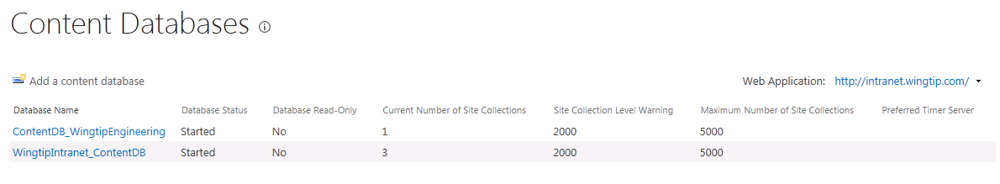 Content Databases
Add a content database Web Application: http://intranet.wingtip.com/
Database Name Database Status Database Read-Only Current Number of Site Collections Site Collection Level Warning Maximum Number of Site Collections Preferred Timer Server
ContentDB_WingtipEngineering Started No 1 2000 5000
WingtipIntranet_ContentDB Started No 3 2000 5000